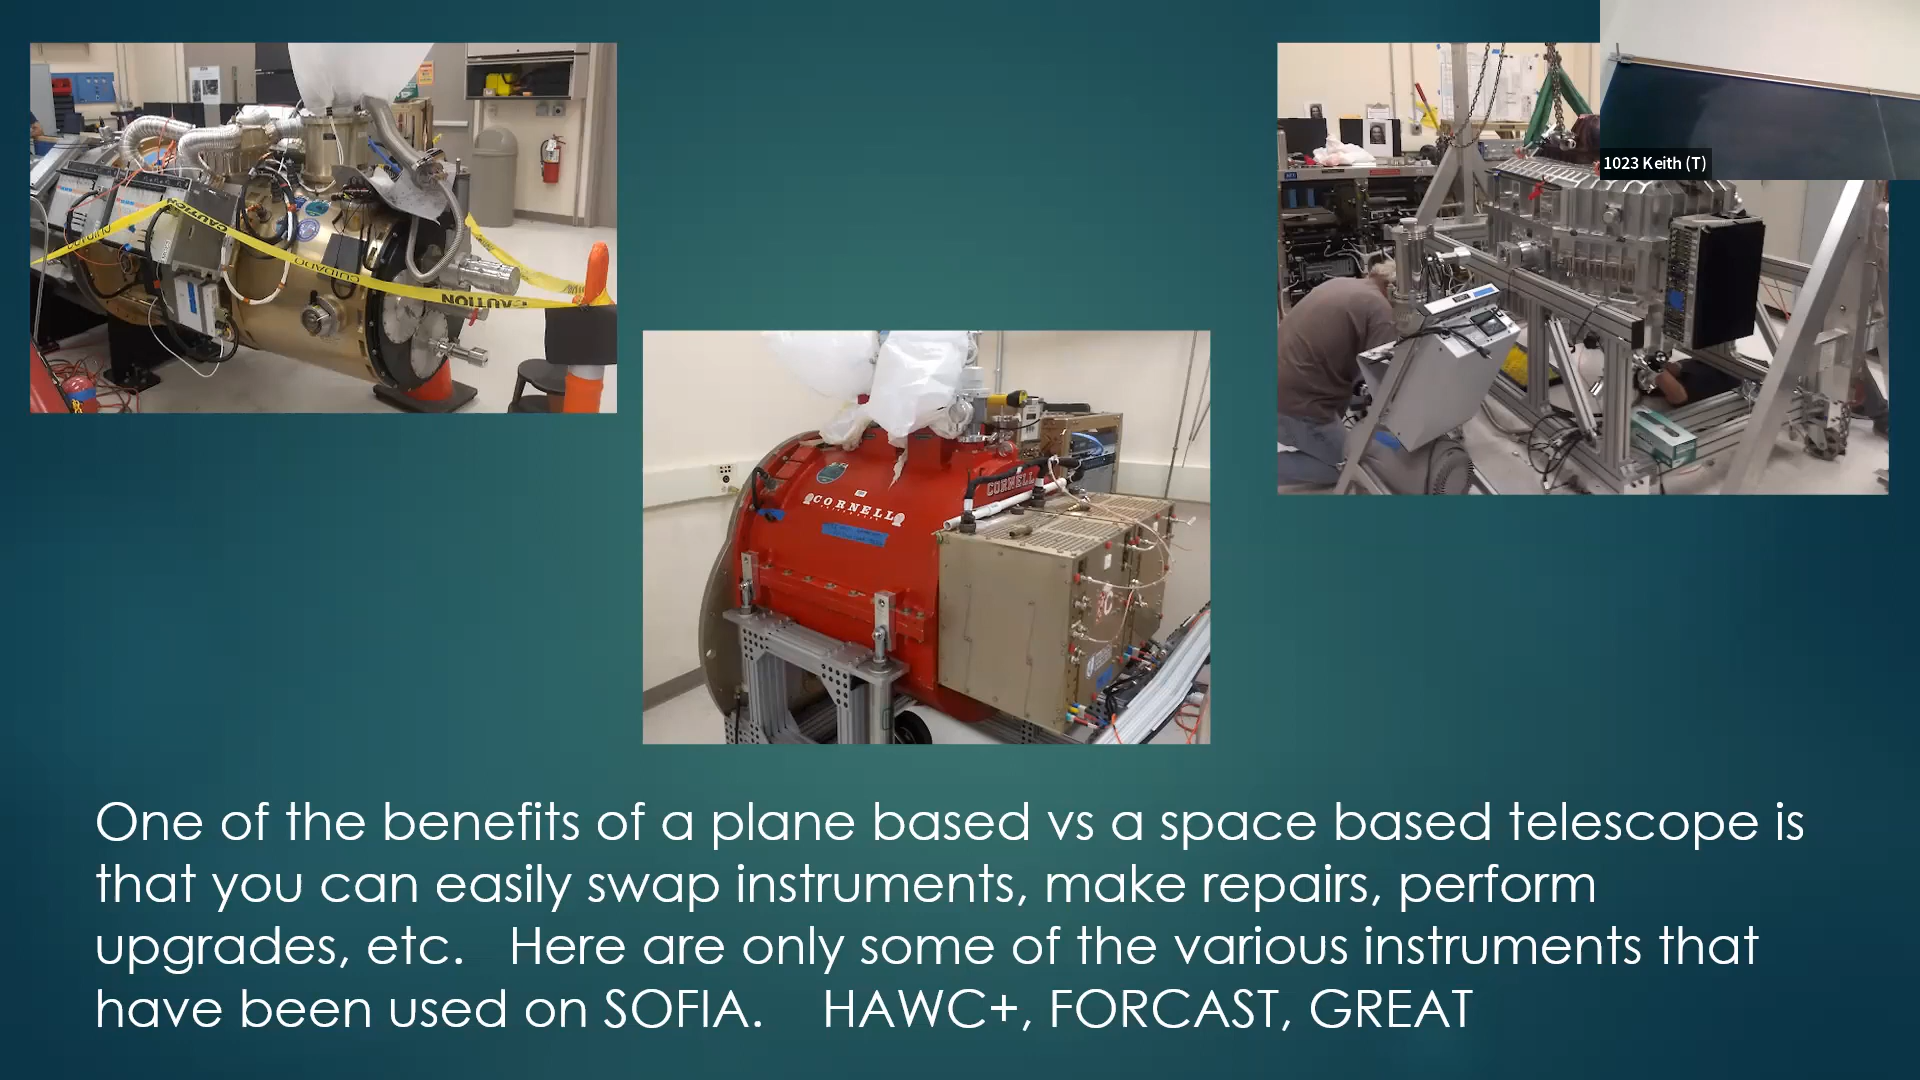 1023 Keith (T)
CAUTION
CUIDADO
CAUTION
CORNELL
CORNELL
One of the benefits of a plane based vs a space based telescope is
that you can easily swap instruments, make repairs, perform
upgrades, etc. Here are only some of the various instruments that
have been used on SOFIA. HAWC+, FORCAST, GREAT